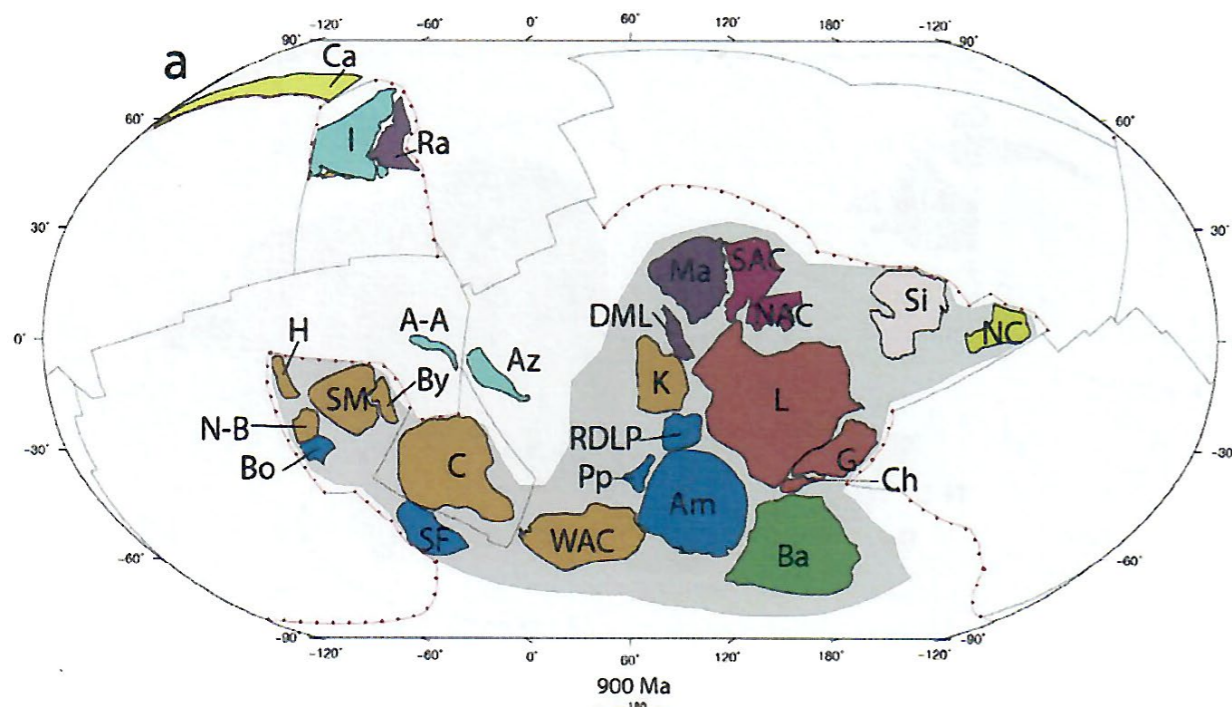 -120° -60° 0° 60° 120° 180° -120°
90° -90°
a
Ca
60° 60°
I
Ra
30° 30°
Ma SAC
DML NAC
Si
NC
0° 0°
H A-A Az
SM By
K L
N-B
Bo
RDLP
-30° -30°
C
Pp
G
Ch
Am
SF WAC Ba
-60° -60°
-90° -90°
-120° -60° 0° 60° 120° 180° -120°
900 Ma